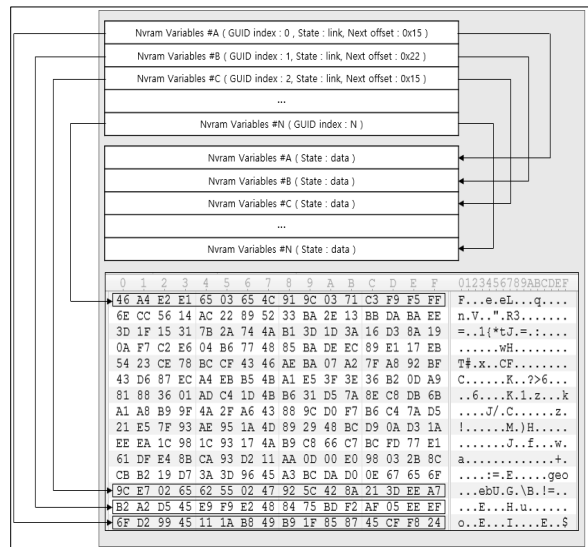 Nvram Variables #A ( GUID index : 0 , State : link, Next offset : 0x15 )
Nvram Variables #B ( GUID index : 1, State : link, Next offset : 0x22 )
Nvram Variables #C ( GUID index : 2, State : link, Next offset : 0x15 )
...
Nvram Variables #N ( GUID index : N )
Nvram Variables #A ( State : data )
Nvram Variables #B ( State : data )
Nvram Variables #C ( State : data )
...
Nvram Variables #N ( State : data )
0 1 2 3 4 5 6 7 8 9 A B C D E F 0123456789ABCDEF
46 A4 E2 E1 65 03 65 4C 91 9C 03 71 C3 F9 F5 FF F...e.eL...q....
6E CC 56 14 AC 22 89 52 33 BA 2E 13 BB DA BA EE n.V..".R3.......
3D 1F 15 31 7B 2A 74 4A B1 3D 1D 3A 16 D3 8A 19 =..1{*tJ.=.:....
0A F7 C2 E6 04 B6 77 48 85 BA DE EC 89 E1 17 EB ......wH........
54 23 CE 78 BC CF 43 46 AE BA 07 A2 7F A8 92 BF T#.x..CF........
43 D6 87 EC A4 EB B5 4B A1 E5 3F 3E 36 B2 0D A9 C......K..?>6...
81 88 36 01 AD C4 1D 4B B6 31 D5 7A 8E C8 DB 6B ..6....K.1.z...k
A1 A8 B9 9F 4A 2F A6 43 88 9C D0 F7 B6 C4 7A D5 ....J/.C......z.
21 E5 7F 93 AE 95 1A 4D 89 29 48 BC D9 0A D3 1A !......M.)H.....
EE EA 1C 98 1C 93 17 4A B9 C8 66 C7 BC FD 77 E1 .......J..f...w.
61 DF E4 8B CA 93 D2 11 AA 0D 00 E0 98 03 2B 8C a.............+.
CB B2 19 D7 3A 3D 96 45 A3 BC DA D0 0E 67 65 6F ....:=.E.....geo
9C E7 02 65 62 55 02 47 92 5C 42 8A 21 3D EE A7 ...ebU.G.\B.!=..
B2 A2 D5 45 E9 F9 E2 48 84 75 BD F2 AF 05 EE EF ...E...H.u......
6F D2 99 45 11 1A B8 49 B9 1F 85 87 45 CF F8 24 o..E...I....E..$